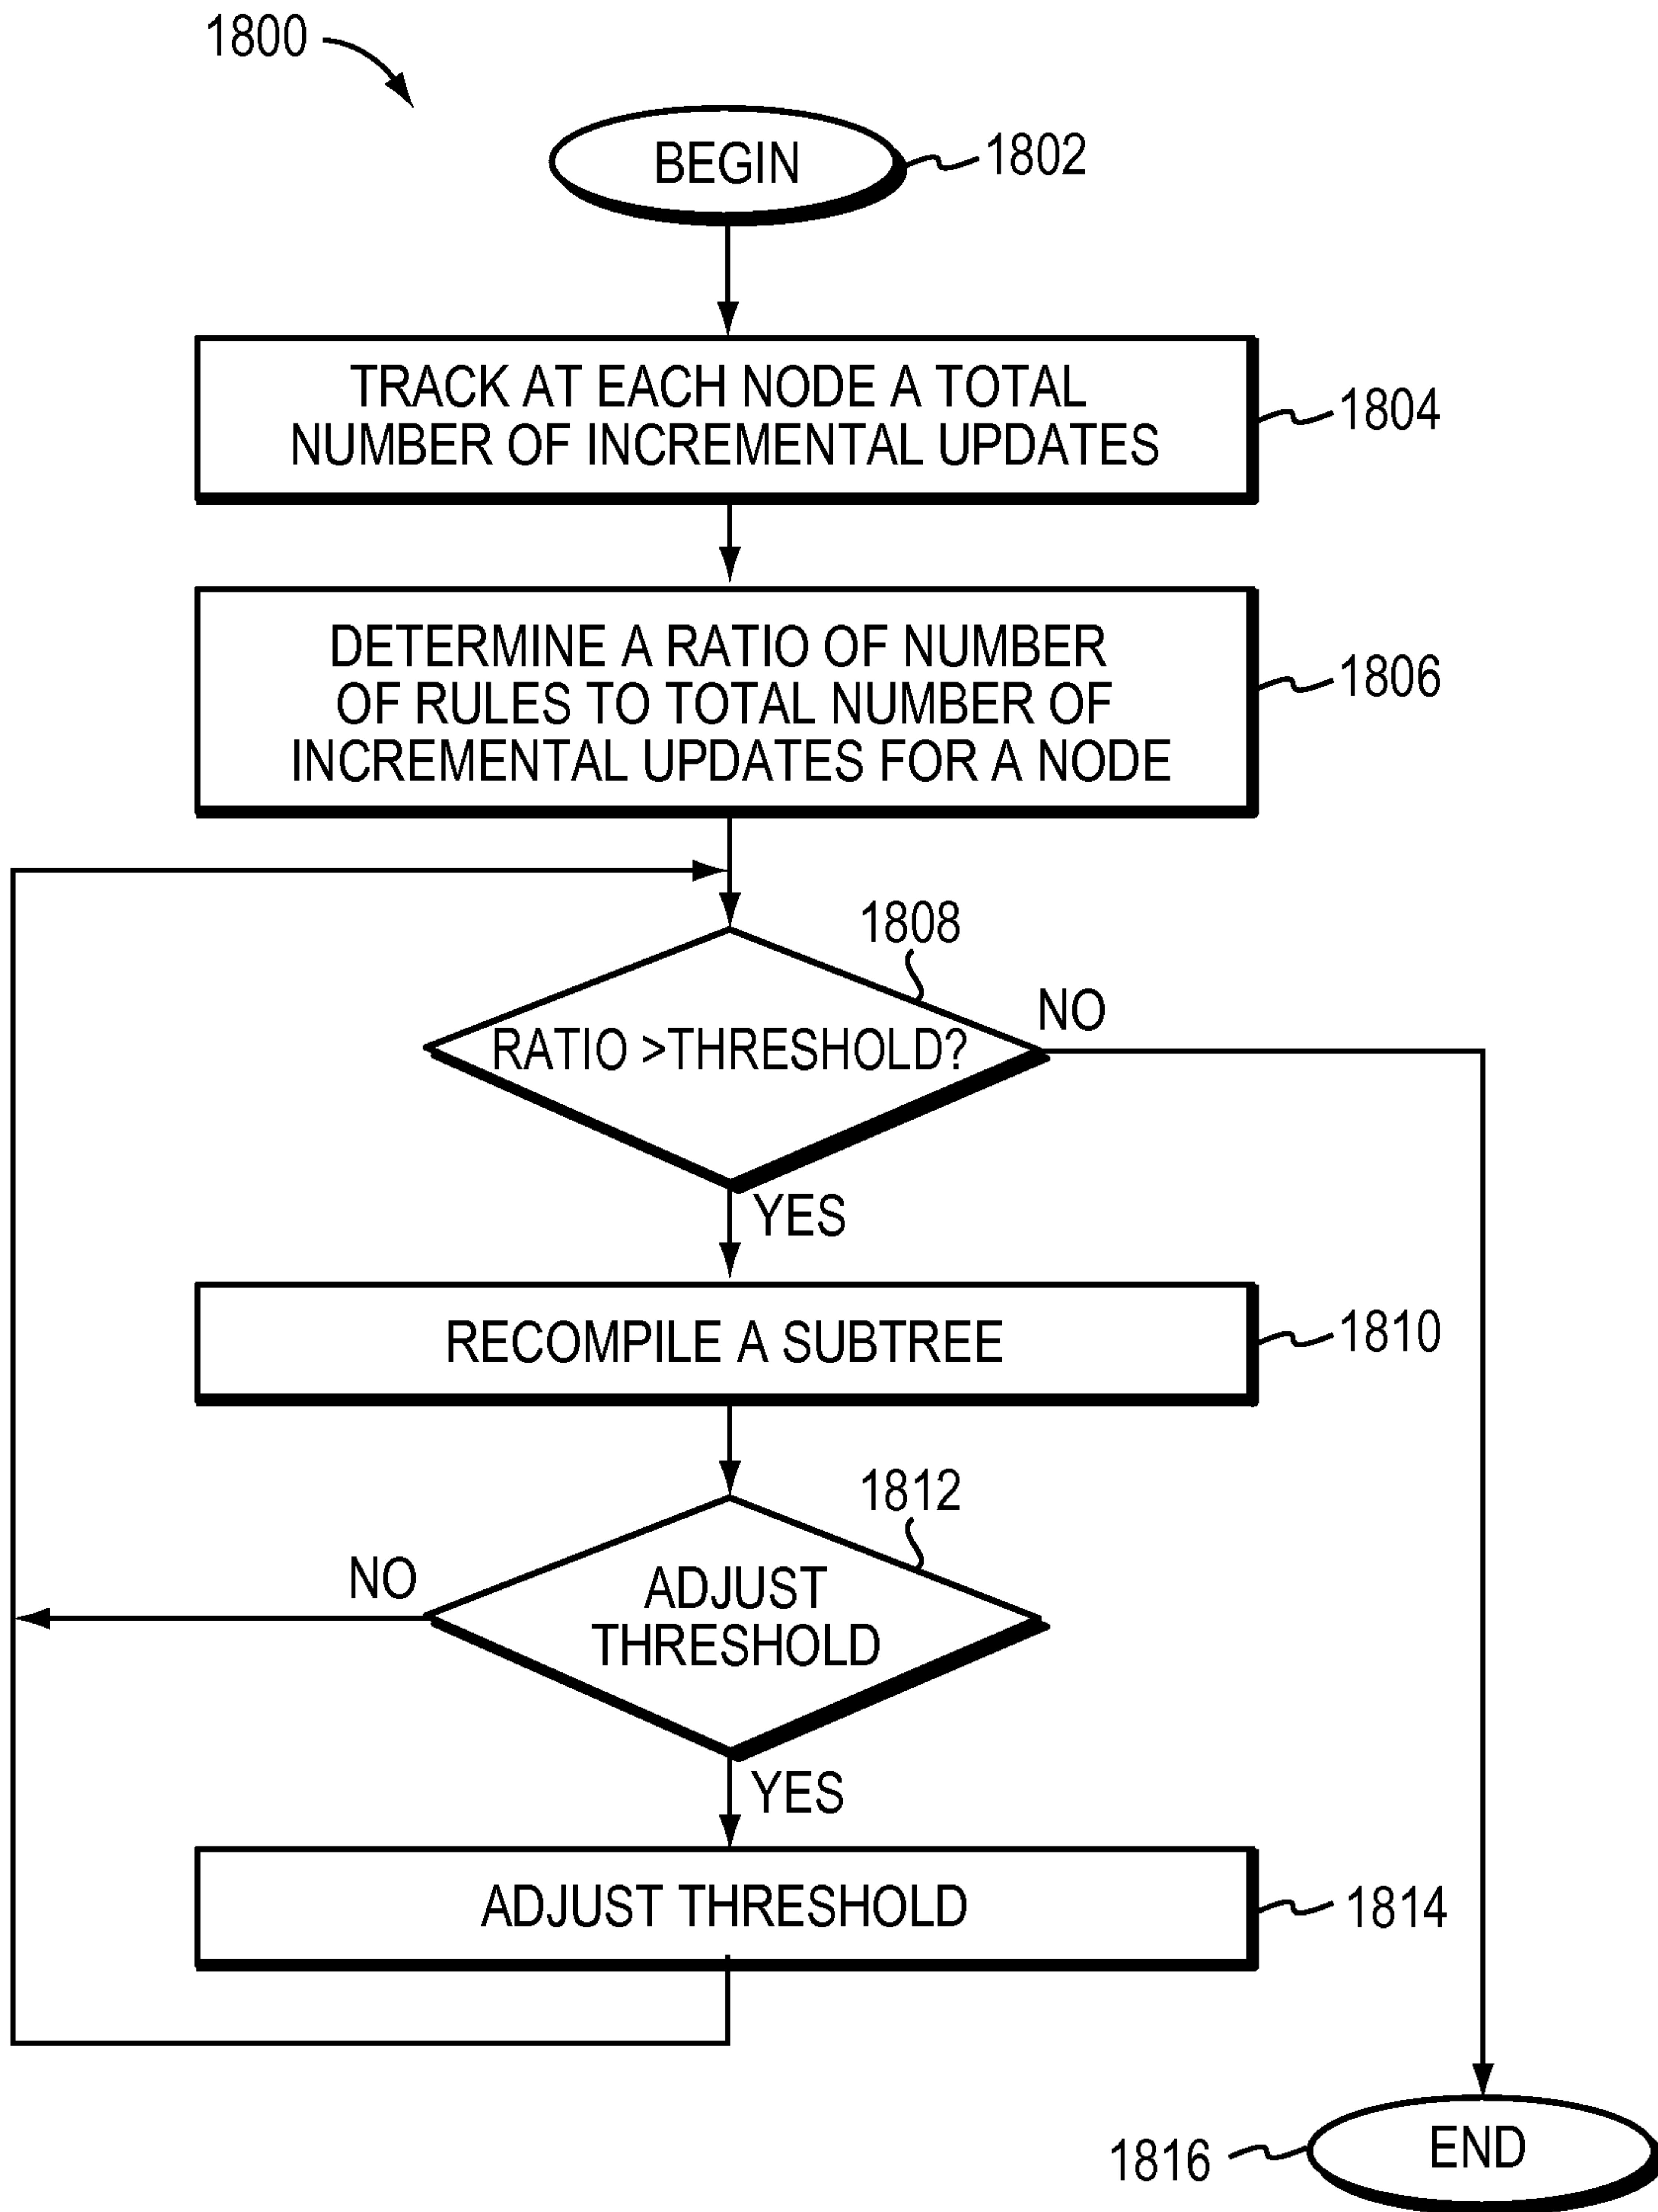 1800
BEGIN
1802
TRACK AT EACH NODE A TOTAL
NUMBER OF INCREMENTAL UPDATES
1804
DETERMINE A RATIO OF NUMBER
OF RULES TO TOTAL NUMBER OF
INCREMENTAL UPDATES FOR A NODE
1806
1808
RATIO >THRESHOLD?
NO
YES
RECOMPILE A SUBTREE
1810
1812
ADJUST
THRESHOLD
NO
YES
ADJUST THRESHOLD
1814
END
1816